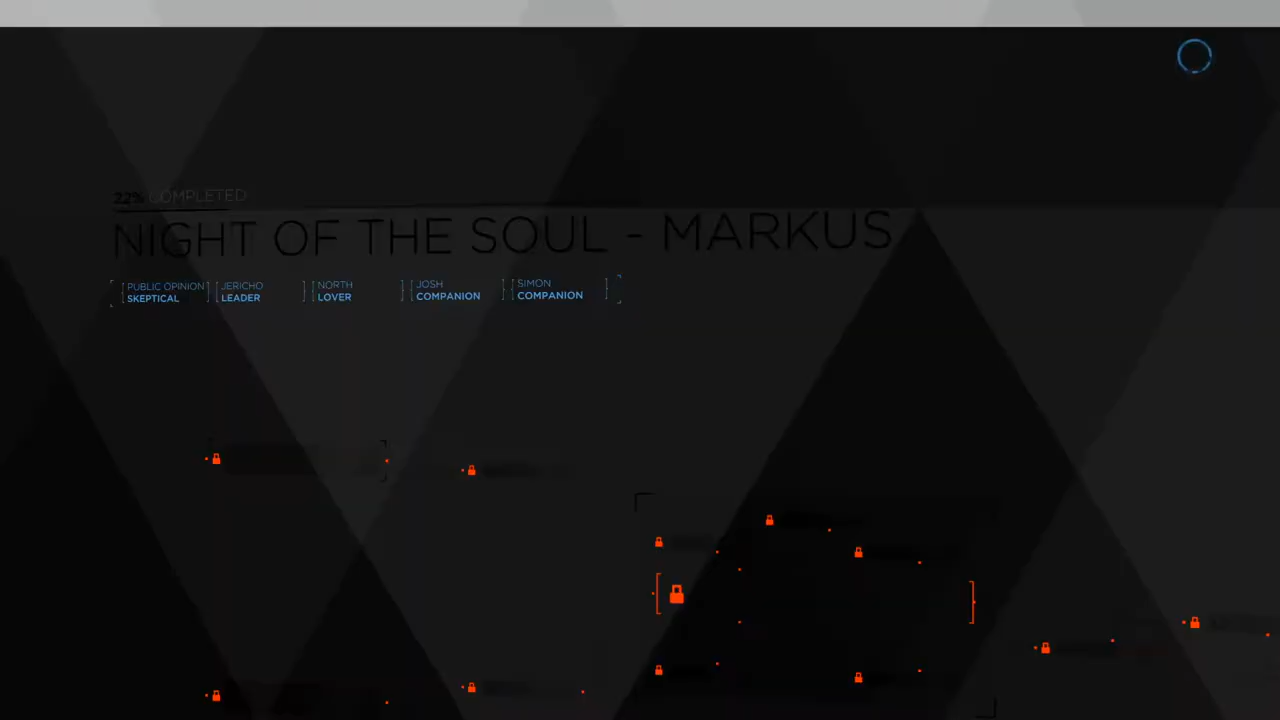 22% COMPLETED
NIGHT OF THE SOUL - MARKUS
PUBLIC OPINION JERICHO NORTH JOSH SIMON
SKEPTICAL LEADER LOVER COMPANION COMPANION